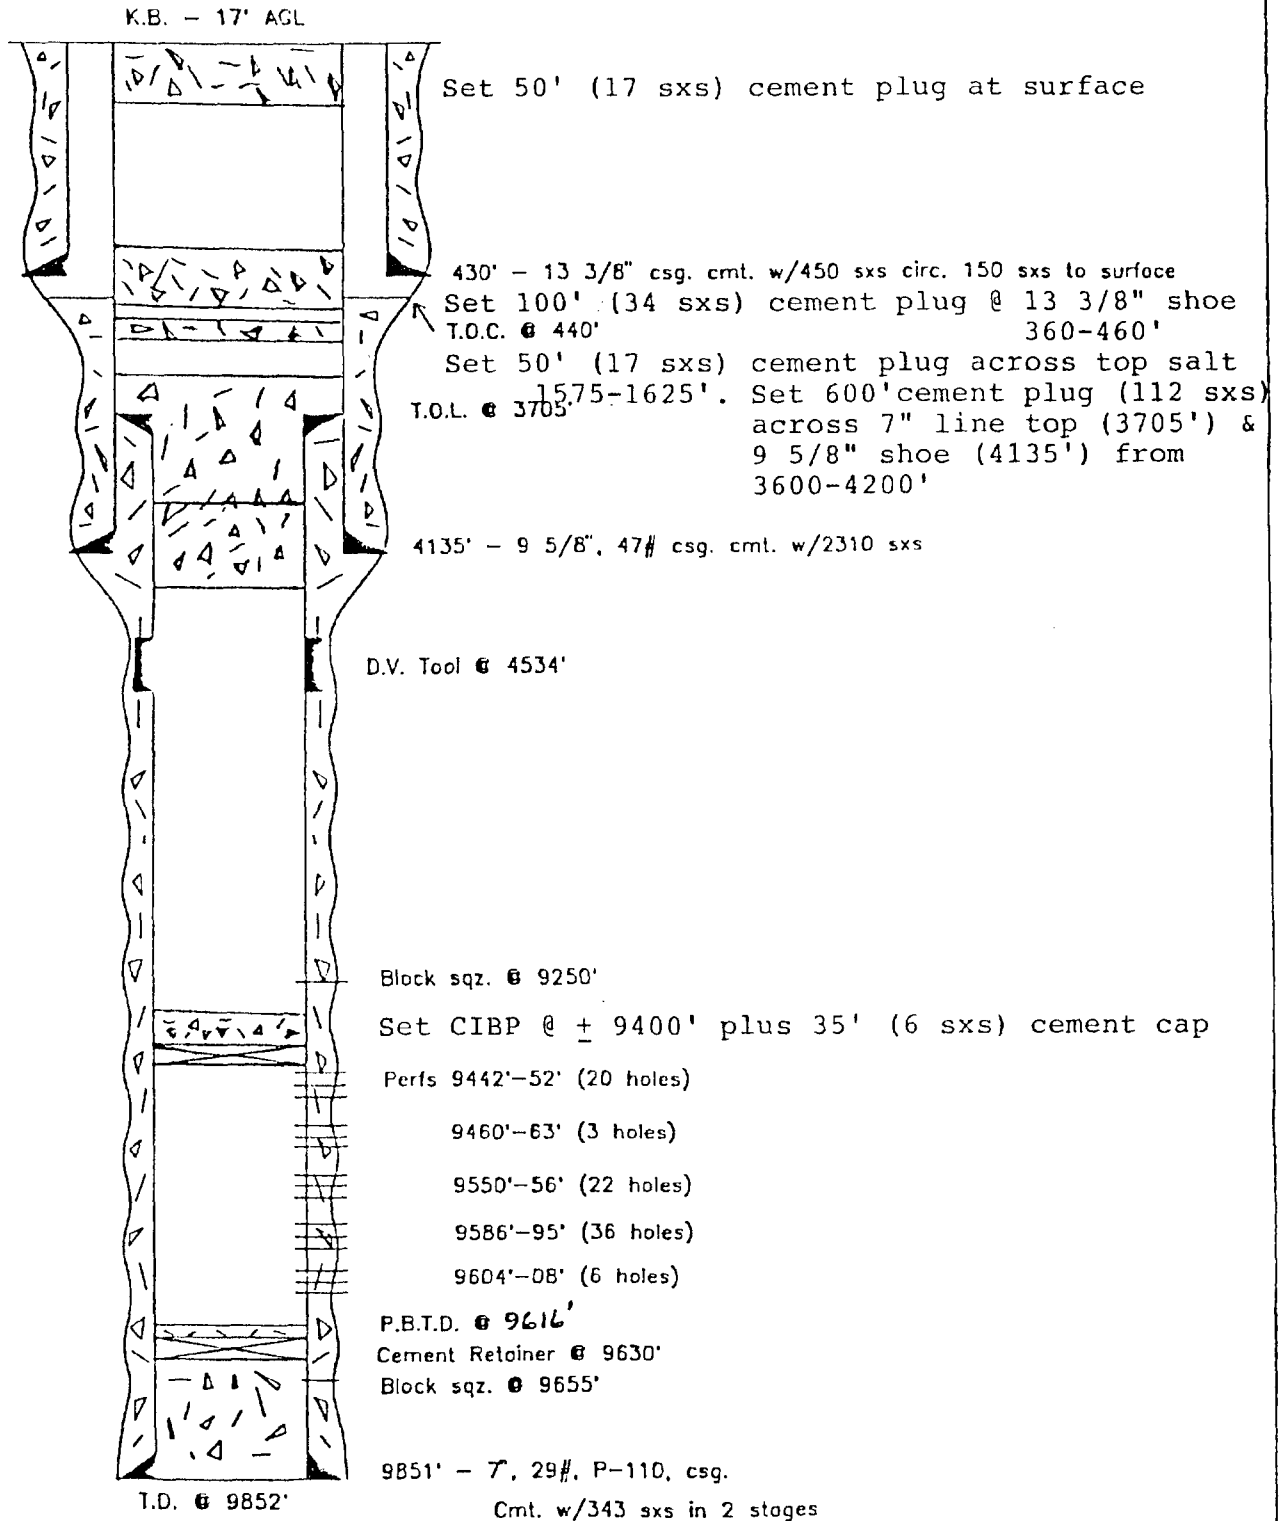 K.B. – 17' AGL
Set 50' (17 sxs) cement plug at surface
430' – 13 3/8" csg. cmt. w/450 sxs circ. 150 sxs to surface
Set 100' (34 sxs) cement plug @ 13 3/8" shoe
T.O.C. @ 440'
360-460'
Set 50' (17 sxs) cement plug across top salt
1575-1625'. Set 600'cement plug (112 sxs)
T.O.L. @ 3705'
across 7" line top (3705') &
9 5/8" shoe (4135') from
3600-4200'
4135' – 9 5/8", 47# csg. cmt. w/2310 sxs
D.V. Tool @ 4534'
Block sqz. @ 9250'
Set CIBP @ ± 9400' plus 35' (6 sxs) cement cap
Perfs 9442'–52' (20 holes)
9460'–63' (3 holes)
9550'–56' (22 holes)
9586'–95' (36 holes)
9604'–08' (6 holes)
P.B.T.D. @ 9616'
Cement Retainer @ 9630'
Block sqz. @ 9655'
9851' – 7", 29#, P-110, csg.
T.D. @ 9852'
Cmt. w/343 sxs in 2 stages